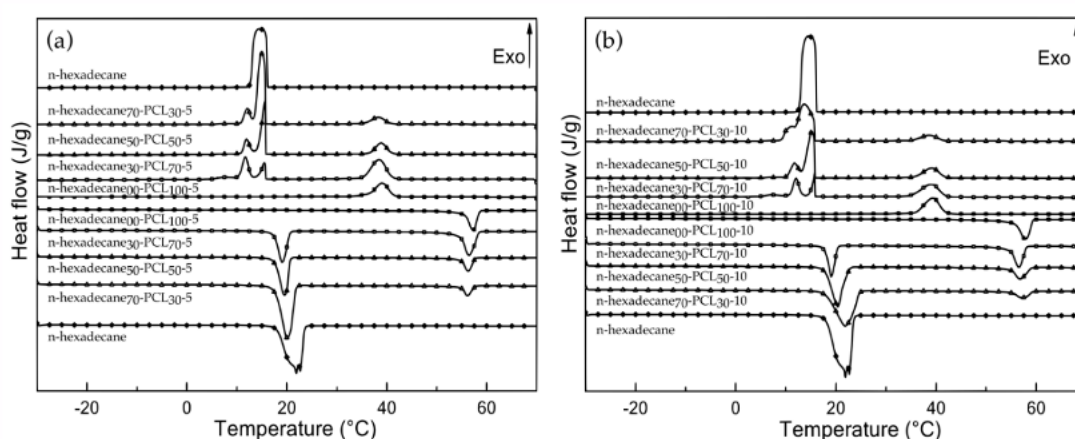 (a)
Exo
n-hexadecane
n-hexadecane70-PCL30-5
n-hexadecane50-PCL50-5
n-hexadecane30-PCL70-5
n-hexadecane00-PCL100-5
n-hexadecane00-PCL100-5
n-hexadecane30-PCL70-5
n-hexadecane50-PCL50-5
n-hexadecane70-PCL30-5
n-hexadecane
Heat flow (J/g)
-20 0 20 40 60
Temperature (°C)
(b)
Exo
n-hexadecane
n-hexadecane70-PCL30-10
n-hexadecane50-PCL50-10
n-hexadecane30-PCL70-10
n-hexadecane00-PCL100-10
n-hexadecane00-PCL100-10
n-hexadecane30-PCL70-10
n-hexadecane50-PCL50-10
n-hexadecane70-PCL30-10
n-hexadecane
Heat flow (J/g)
-20 0 20 40 60
Temperature (°C)